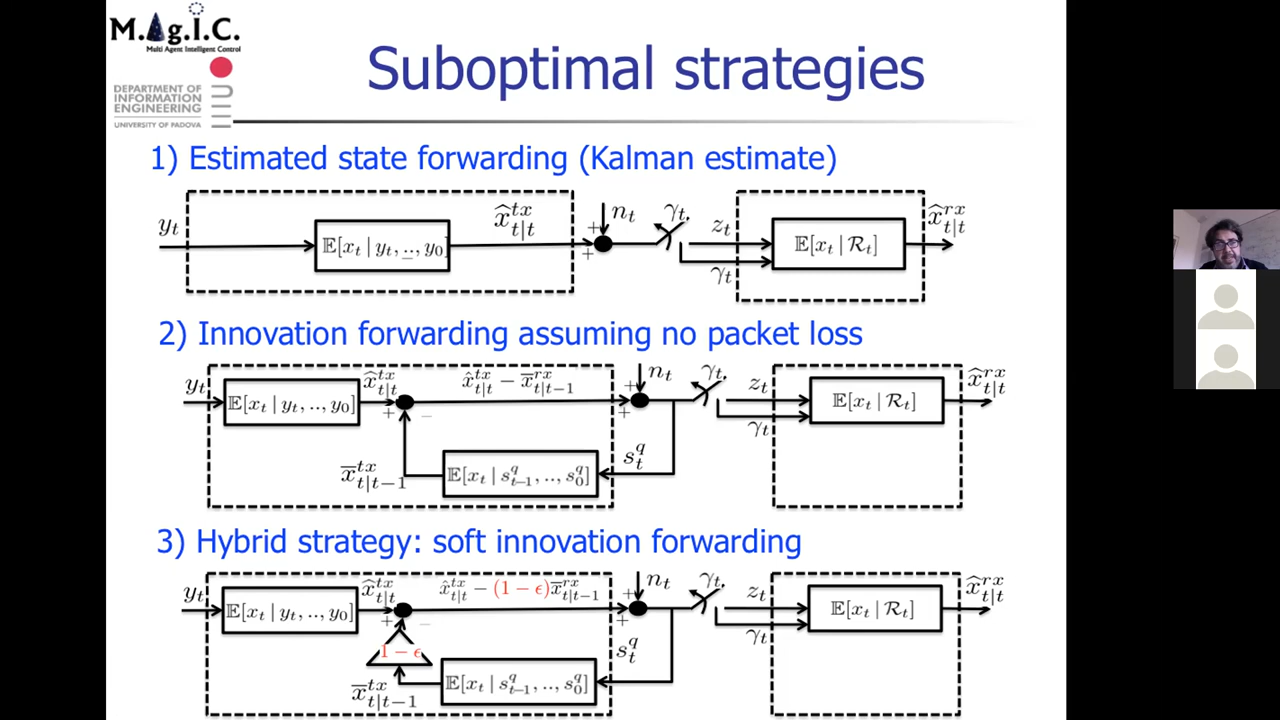 M.AgI.C.
Multi Agent Intelligent Control
DEPARTMENT OF
INFORMATION
ENGINEERING
UNIVERSITY OF PADOVA
Suboptimal strategies
1) Estimated state forwarding (Kalman estimate)
y_t
𝔼[x_t | y_t, .., y_0]
x̂^{tx}_{t|t}
+
+
n_t
γ_t
z_t
γ_t
𝔼[x_t | ℛ_t]
x̂^{rx}_{t|t}
2) Innovation forwarding assuming no packet loss
y_t
𝔼[x_t | y_t, .., y_0]
x̂^{tx}_{t|t}
+
−
x̂^{tx}_{t|t} − x̄^{rx}_{t|t−1}
+
+
n_t
γ_t
z_t
γ_t
𝔼[x_t | ℛ_t]
x̂^{rx}_{t|t}
x̄^{tx}_{t|t−1}
𝔼[x_t | s^q_{t−1}, .., s^q_0]
s^q_t
3) Hybrid strategy: soft innovation forwarding
y_t
𝔼[x_t | y_t, .., y_0]
x̂^{tx}_{t|t}
+
−
x̂^{tx}_{t|t} − (1 − ϵ)x̄^{rx}_{t|t−1}
+
+
n_t
γ_t
z_t
γ_t
𝔼[x_t | ℛ_t]
x̂^{rx}_{t|t}
1 − ϵ
x̄^{tx}_{t|t−1}
𝔼[x_t | s^q_{t−1}, .., s^q_0]
s^q_t